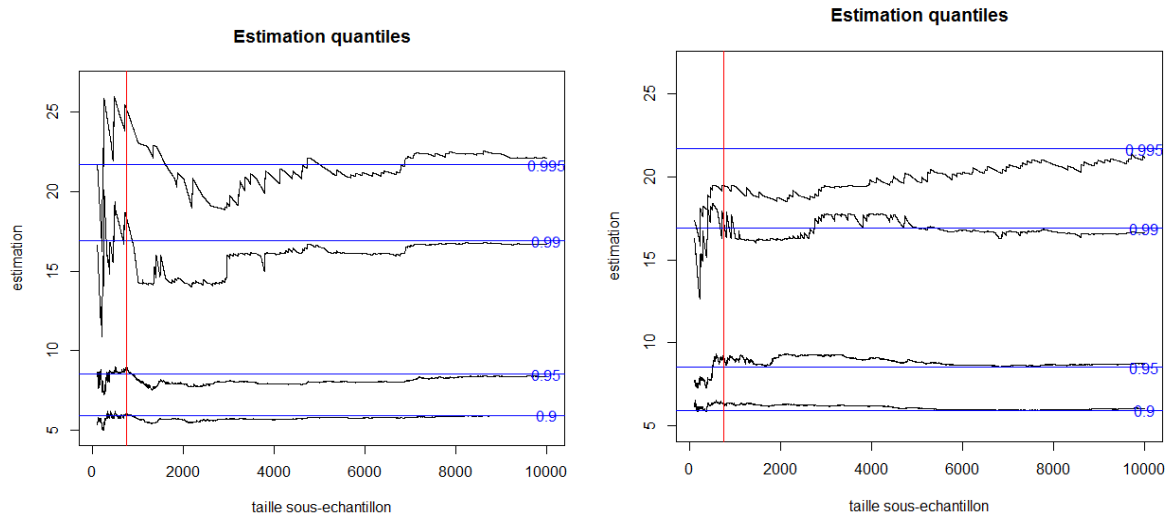 Estimation quantiles
estimation
25
20
15
10
5
0.995
0.99
0.95
0.9
0 2000 4000 6000 8000 10000
taille sous-echantillon
Estimation quantiles
estimation
25
20
15
10
5
0.995
0.99
0.95
0.9
0 2000 4000 6000 8000 10000
taille sous-echantillon